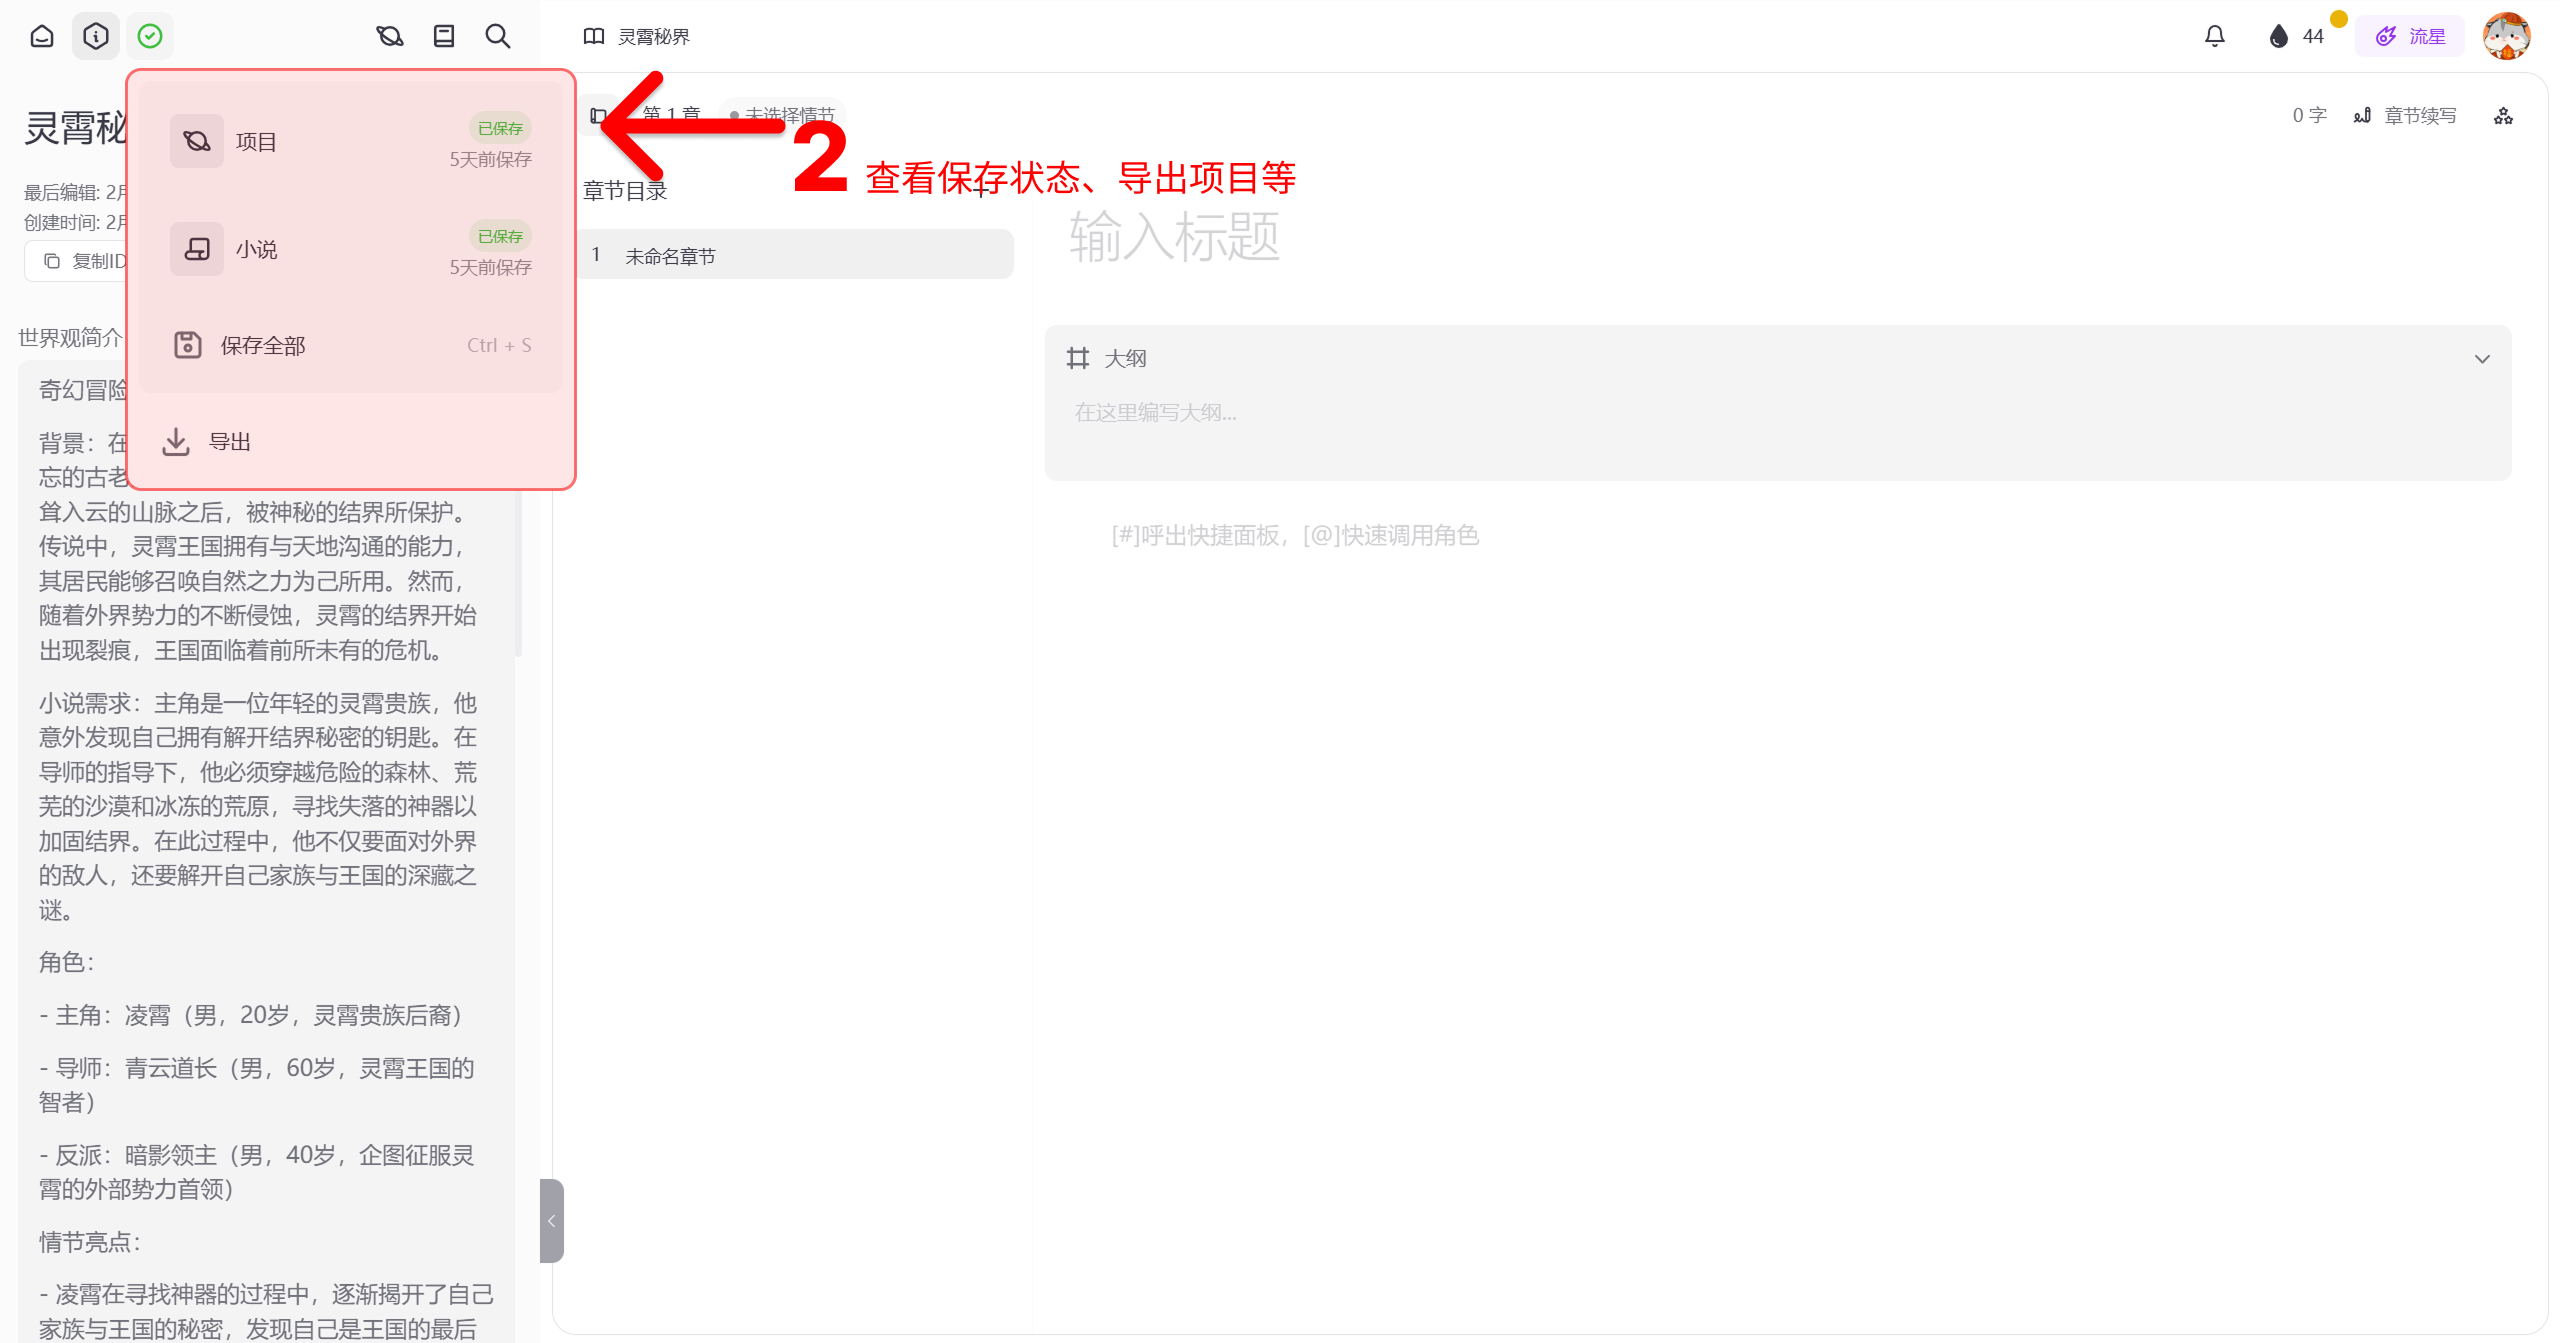 灵霄秘界
44
流星
灵霄秘
最后编辑: 2月
创建时间: 2月
复制ID
项目
已保存
5天前保存
小说
已保存
5天前保存
保存全部
Ctrl + S
导出
2 查看保存状态、导出项目等
第 1 章
未选择情节
0 字
章节续写
章节目录
1
未命名章节
输入标题
大纲
在这里编写大纲...
[#]呼出快捷面板，[@]快速调用角色
世界观简介
奇幻冒险
背景：在
忘的古老
耸入云的山脉之后，被神秘的结界所保护。
传说中，灵霄王国拥有与天地沟通的能力，
其居民能够召唤自然之力为己所用。然而，
随着外界势力的不断侵蚀，灵霄的结界开始
出现裂痕，王国面临着前所未有的危机。
小说需求：主角是一位年轻的灵霄贵族，他
意外发现自己拥有解开结界秘密的钥匙。在
导师的指导下，他必须穿越危险的森林、荒
芜的沙漠和冰冻的荒原，寻找失落的神器以
加固结界。在此过程中，他不仅要面对外界
的敌人，还要解开自己家族与王国的深藏之
谜。
角色：
- 主角：凌霄（男，20岁，灵霄贵族后裔）
- 导师：青云道长（男，60岁，灵霄王国的
智者）
- 反派：暗影领主（男，40岁，企图征服灵
霄的外部势力首领）
情节亮点：
- 凌霄在寻找神器的过程中，逐渐揭开了自己
家族与王国的秘密，发现自己是王国的最后